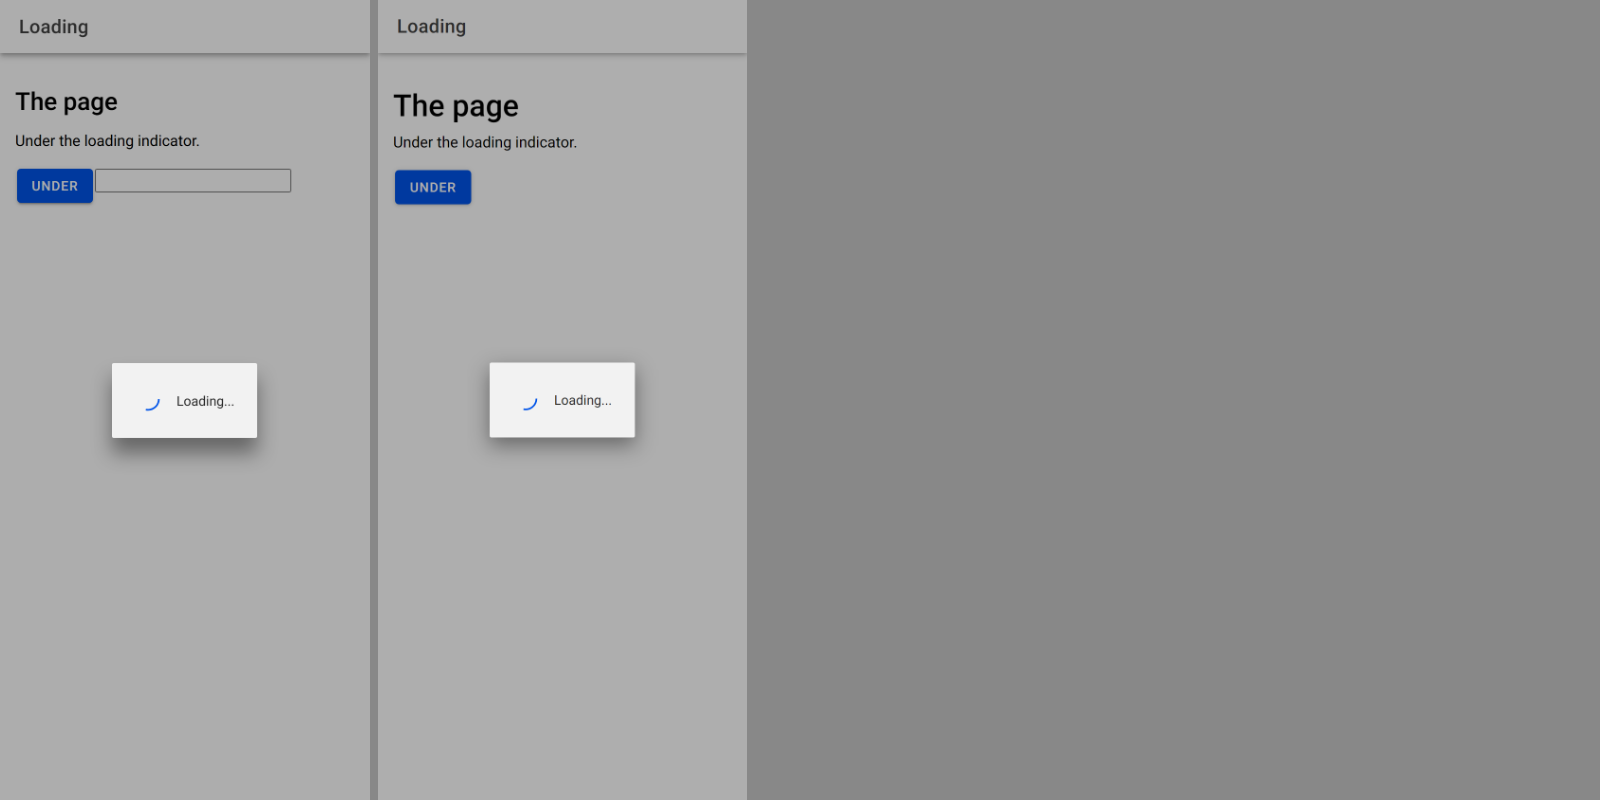 Loading
The page
Under the loading indicator.
UNDER
Loading...
Loading
The page
Under the loading indicator.
UNDER
Loading...